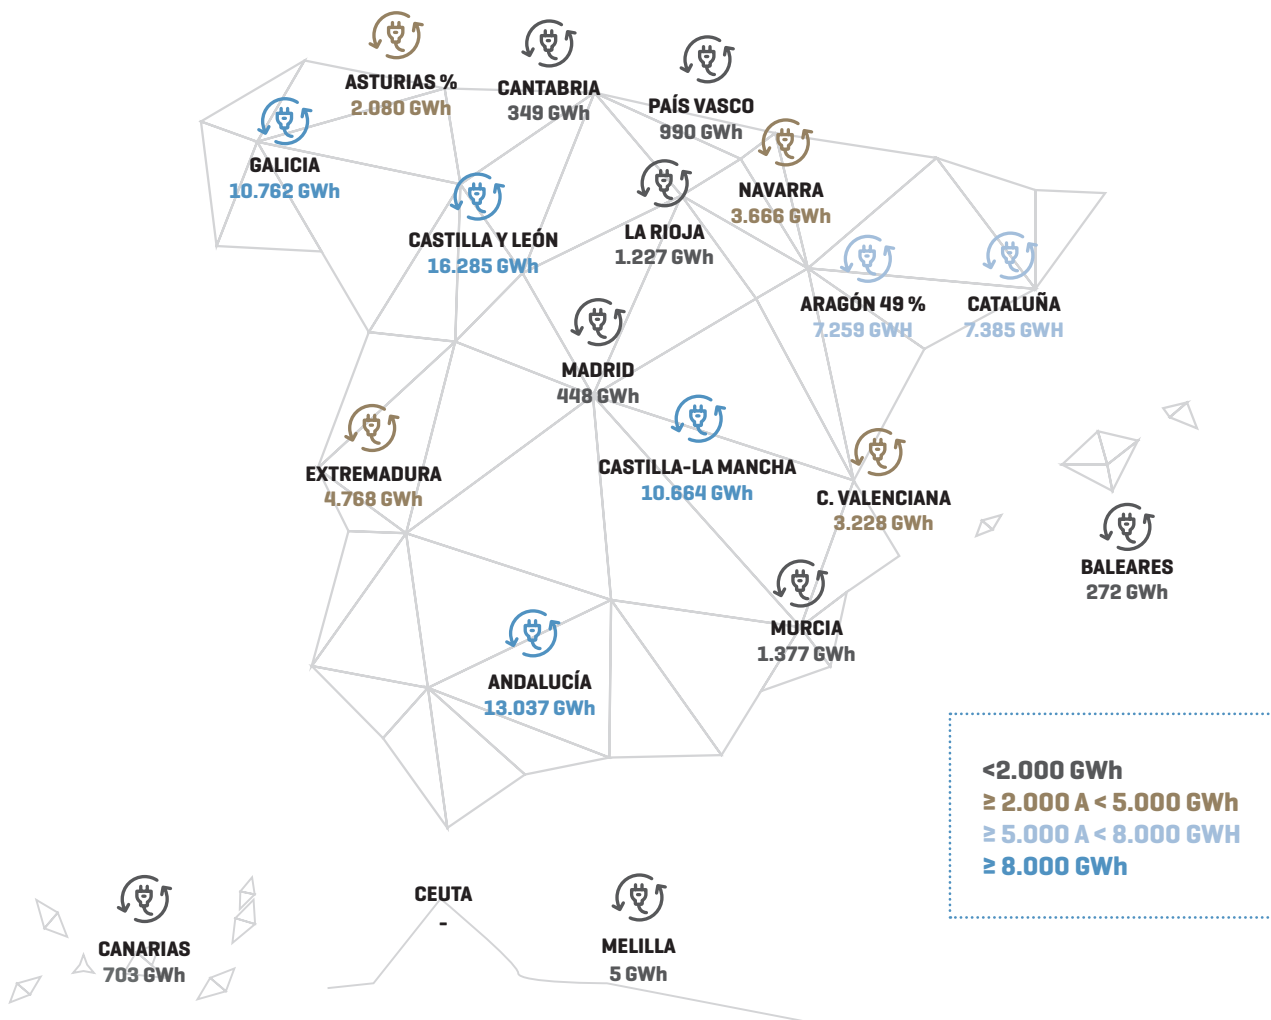 ASTURIAS %
2.080 GWh
CANTABRIA
349 GWh
PAÍS VASCO
990 GWh
GALICIA
10.762 GWh
NAVARRA
3.666 GWh
CASTILLA Y LEÓN
16.285 GWh
LA RIOJA
1.227 GWh
ARAGÓN 49 %
7.259 GWH
CATALUÑA
7.385 GWH
MADRID
448 GWh
EXTREMADURA
4.768 GWh
CASTILLA-LA MANCHA
10.664 GWh
C. VALENCIANA
3.228 GWh
BALEARES
272 GWh
MURCIA
1.377 GWh
ANDALUCÍA
13.037 GWh
<2.000 GWh
≥ 2.000 A < 5.000 GWh
≥ 5.000 A < 8.000 GWH
≥ 8.000 GWh
CEUTA
-
CANARIAS
703 GWh
MELILLA
5 GWh